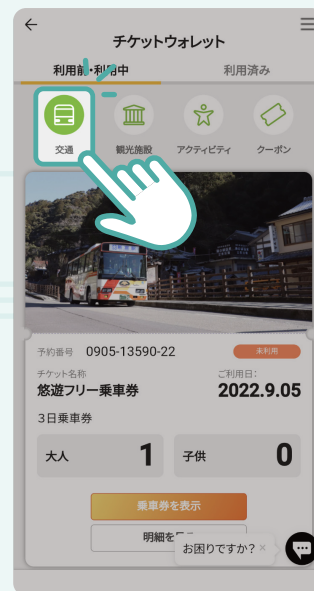 チケットウォレット
利用前・利用中
利用済み
交通
観光施設
アクティビティ
クーポン
予約番号 0905-13590-22
未利用
チケット名称
ご利用日:
悠遊フリー乗車券
2022.9.05
3日乗車券
大人 1
子供 0
乗車券を表示
明細を
お困りですか? ×